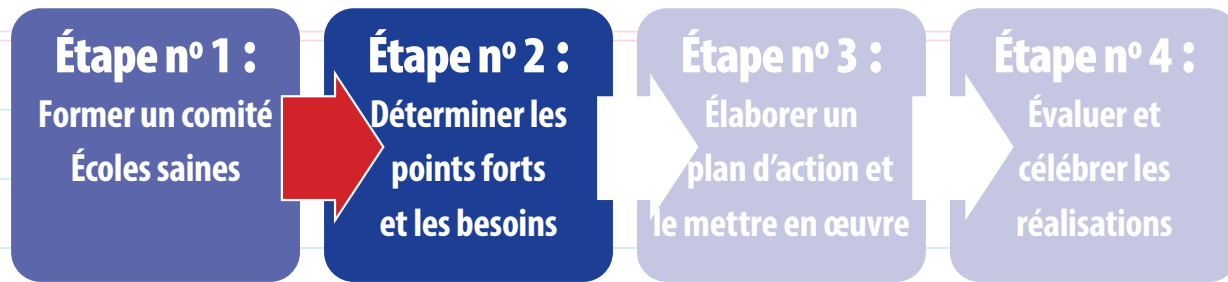 Étape nº 1 :
Former un comité
Écoles saines
Étape nº 2 :
Déterminer les
points forts
et les besoins
Étape nº 3 :
Élaborer un
plan d’action et
le mettre en œuvre
Étape nº 4 :
Évaluer et
célébrer les
réalisations